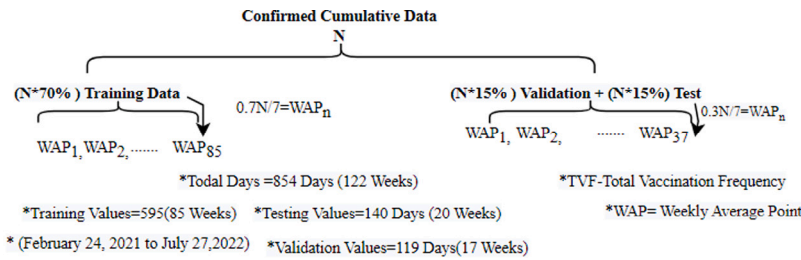 Confirmed Cumulative Data
N
(N*70% ) Training Data
0.7N/7=WAPn
(N*15% ) Validation + (N*15%) Test
0.3N/7=WAPn
WAP1, WAP2, ....... WAP85
WAP1, WAP2, ....... WAP37
*Todal Days =854 Days (122 Weeks)
*TVF-Total Vaccination Frequency
*Training Values=595(85 Weeks) *Testing Values=140 Days (20 Weeks)
*WAP= Weekly Average Point
* (February 24, 2021 to July 27,2022) *Validation Values=119 Days(17 Weeks)